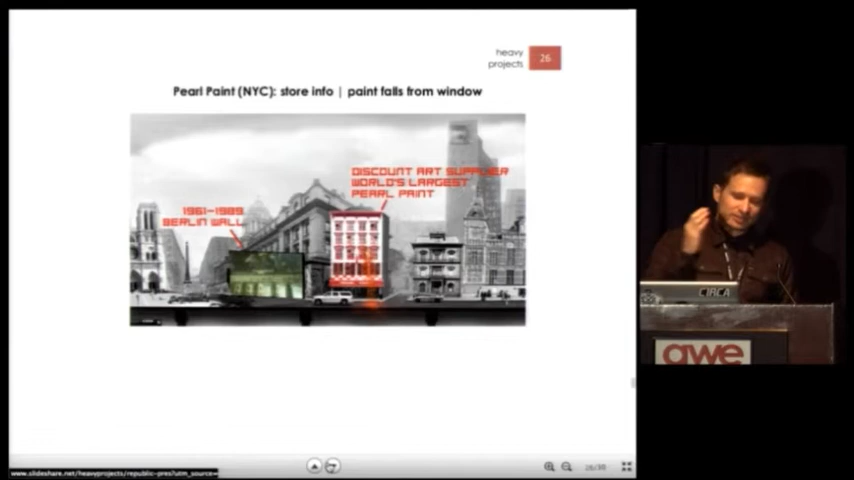 heavy
projects
26
Pearl Paint (NYC): store info | paint falls from window
DISCOUNT ART SUPPLIER
WORLD'S LARGEST
PEARL PAINT
1961-1989
BERLIN WALL
CIRCA
awe
www.slideshare.net/heavyprojects/republic-pres?utm_source=
/30